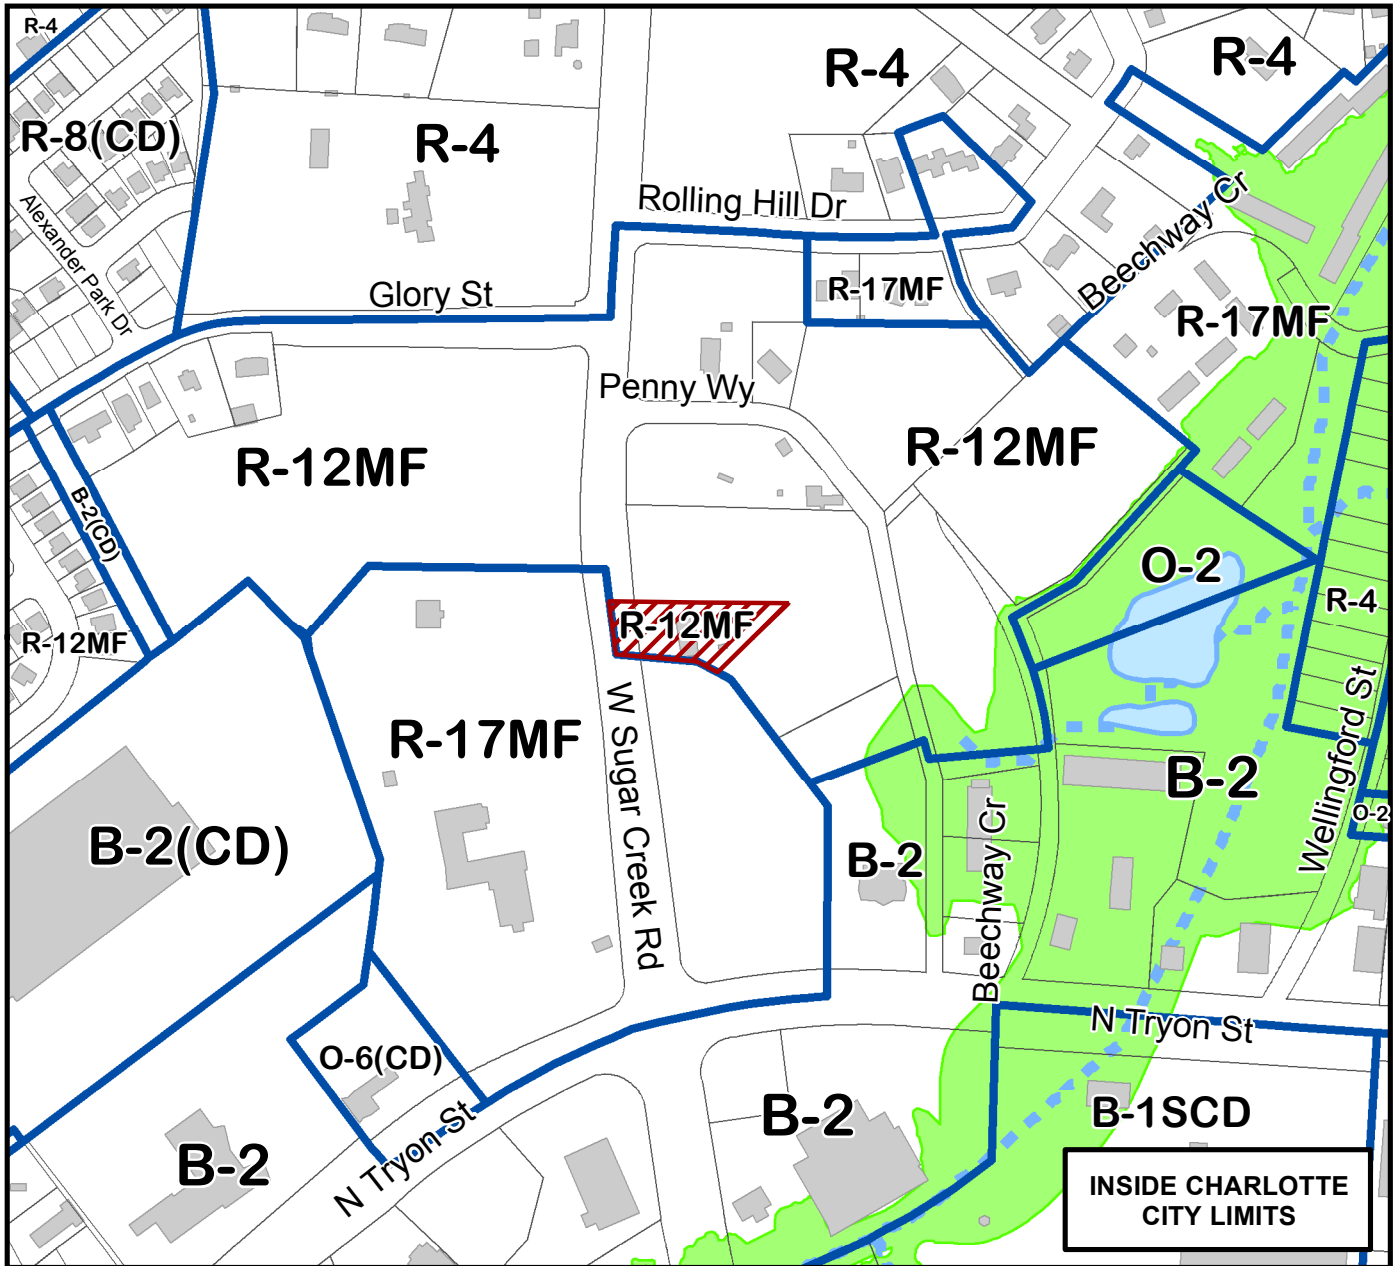 R-4
R-4
R-4
R-8(CD)
R-4
Alexander Park Dr
Rolling Hill Dr
Beechway Cr
Glory St
R-17MF
R-17MF
Penny Wy
R-12MF
R-12MF
B-2(CD)
O-2
R-4
R-12MF
R-12MF
W Sugar Creek Rd
R-17MF
Wellingford St
B-2
O-2
B-2(CD)
B-2
Beechway Cr
N Tryon St
O-6(CD)
B-2
B-1SCD
N Tryon St
B-2
INSIDE CHARLOTTE
CITY LIMITS